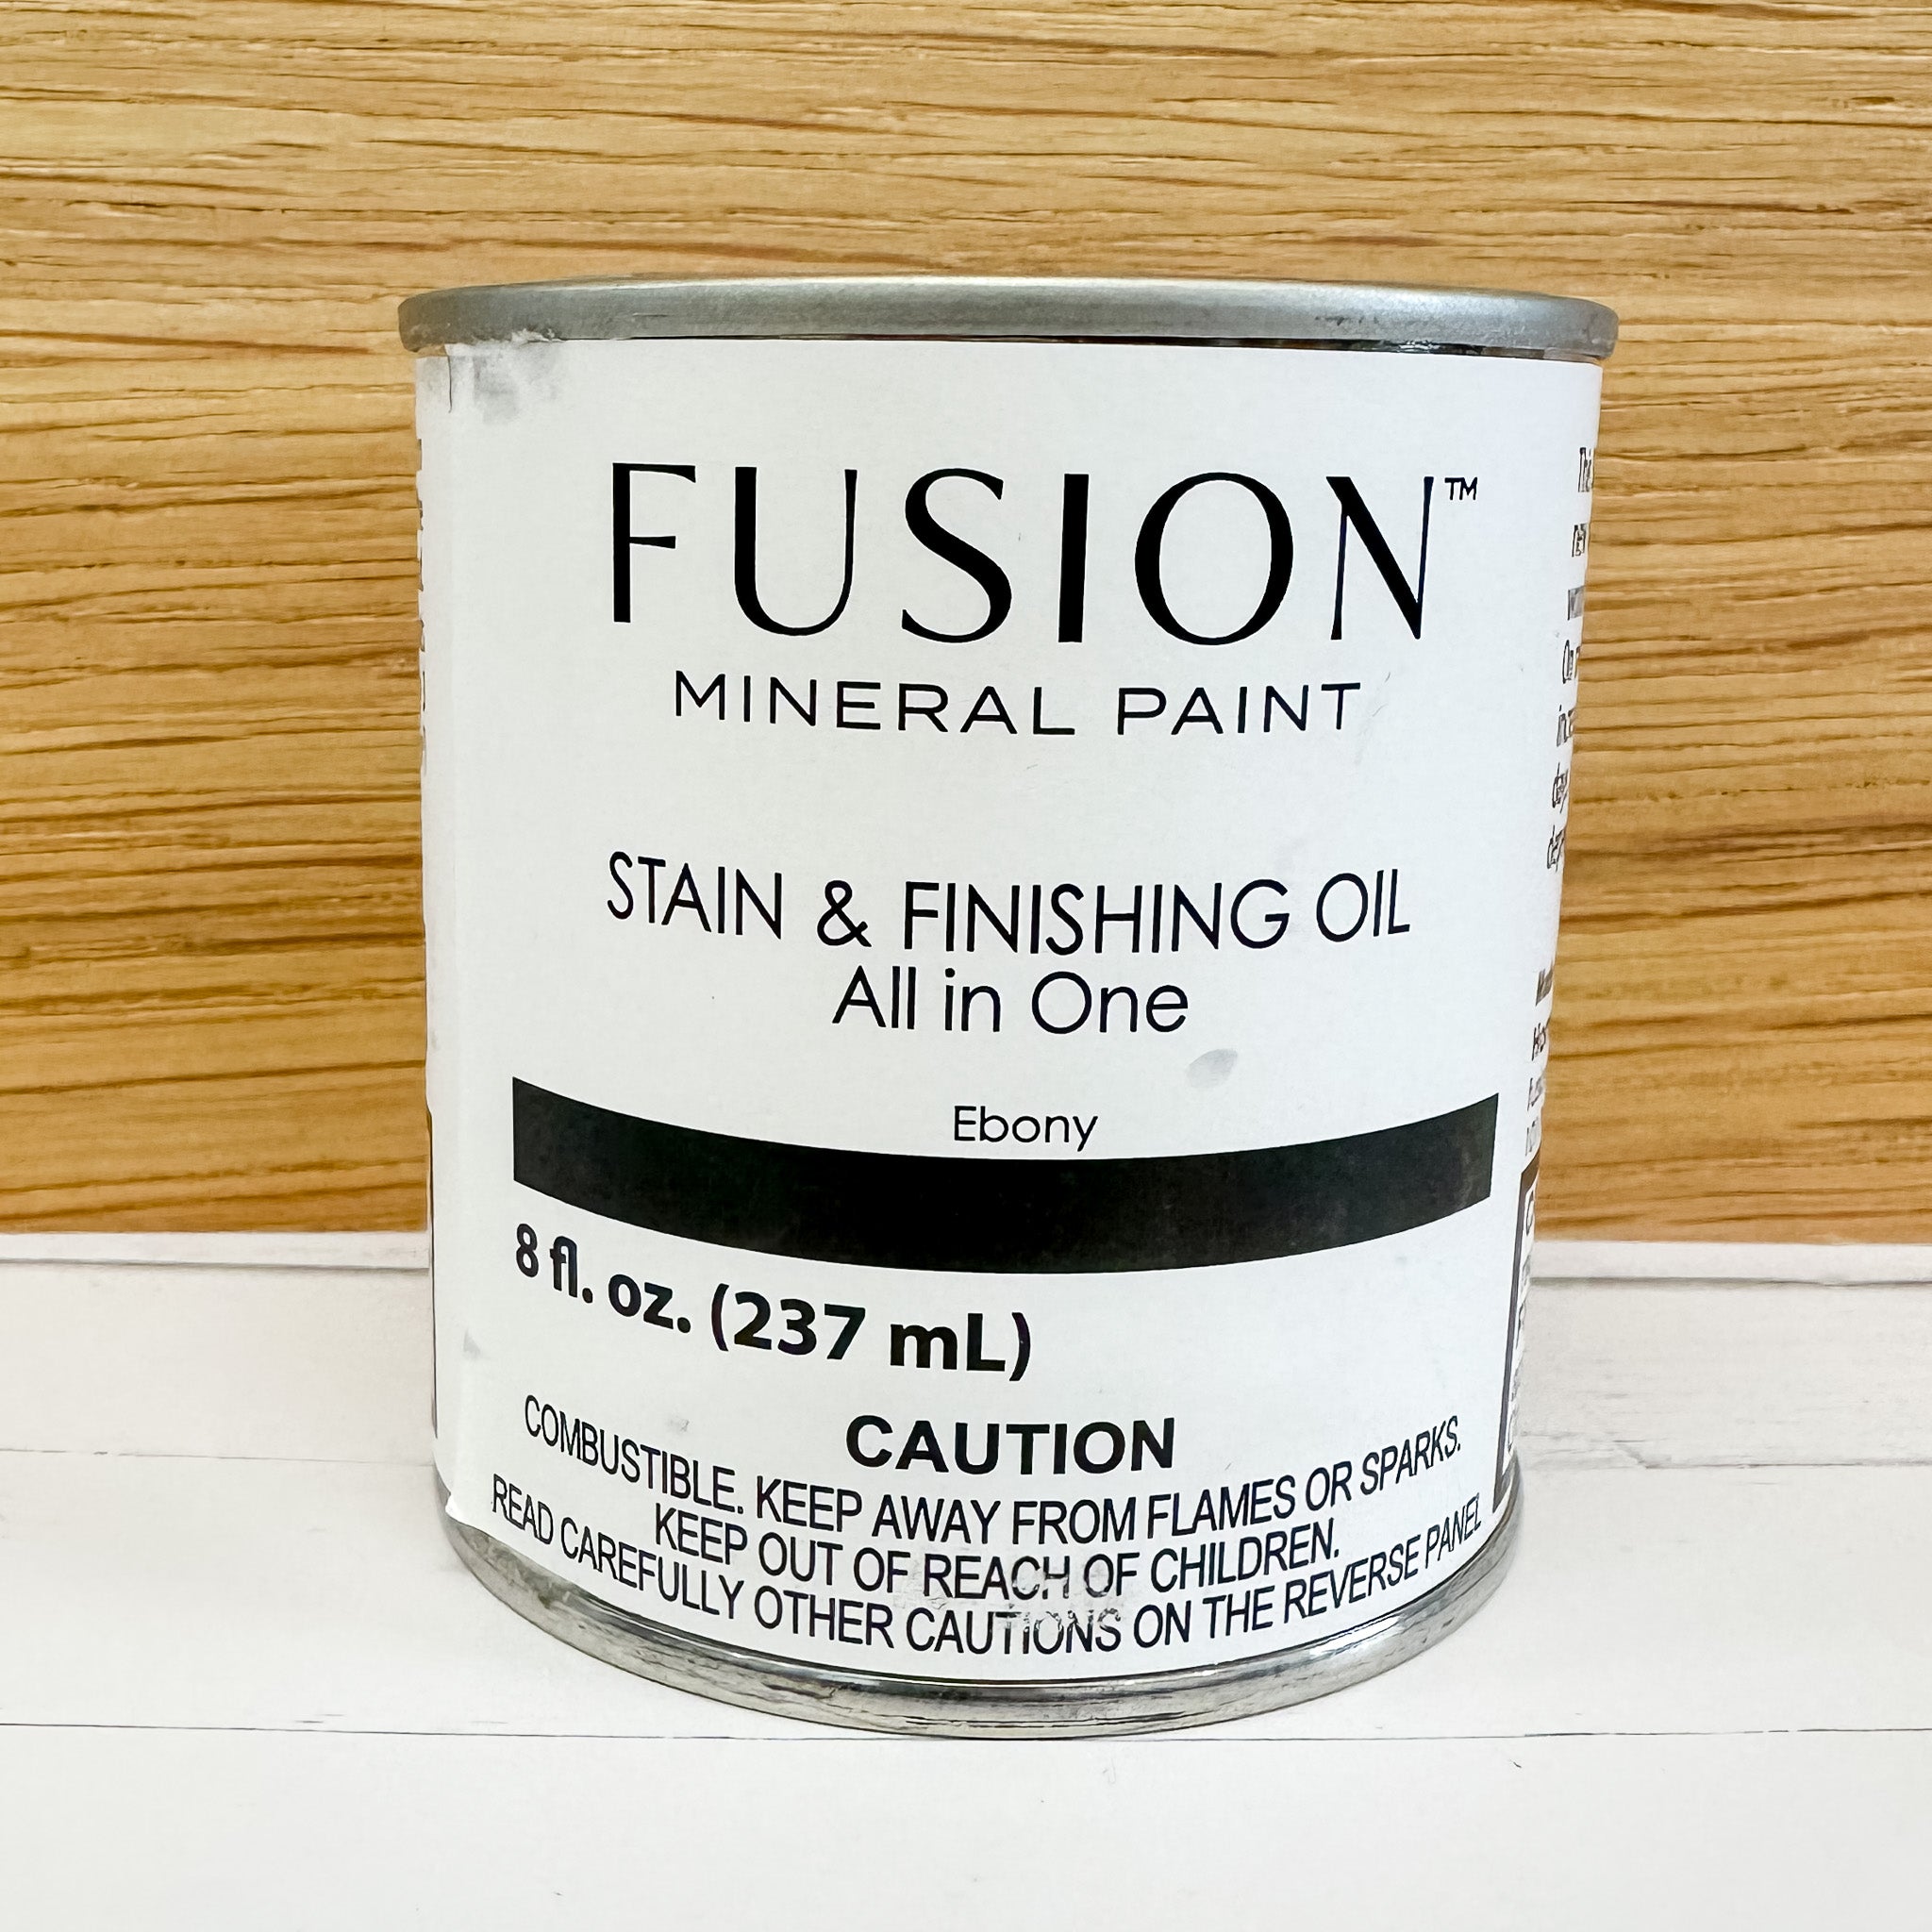 FUSION™
MINERAL PAINT
STAIN & FINISHING OIL
All in One
Ebony
8 fl. oz. (237 mL)
CAUTION
COMBUSTIBLE. KEEP AWAY FROM FLAMES OR SPARKS.
KEEP OUT OF REACH OF CHILDREN.
READ CAREFULLY OTHER CAUTIONS ON THE REVERSE PANEL